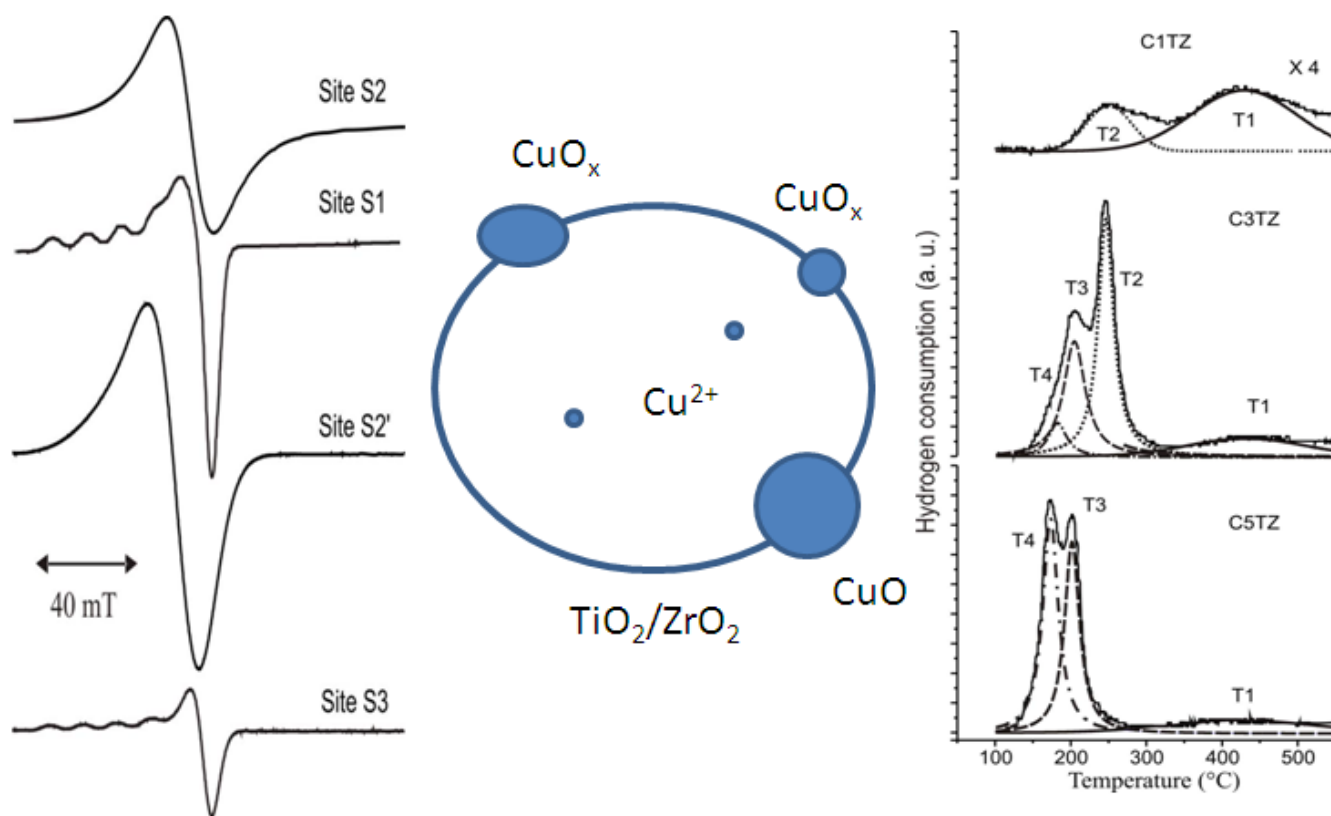 Site S2
Site S1
Site S2'
40 mT
Site S3
CuOₓ
CuOₓ
Cu²⁺
CuO
TiO₂/ZrO₂
Hydrogen consumption (a. u.)
C1TZ
X 4
T2
T1
C3TZ
T3
T2
T4
T1
C5TZ
T4
T3
T1
100 200 300 400 500
Temperature (°C)